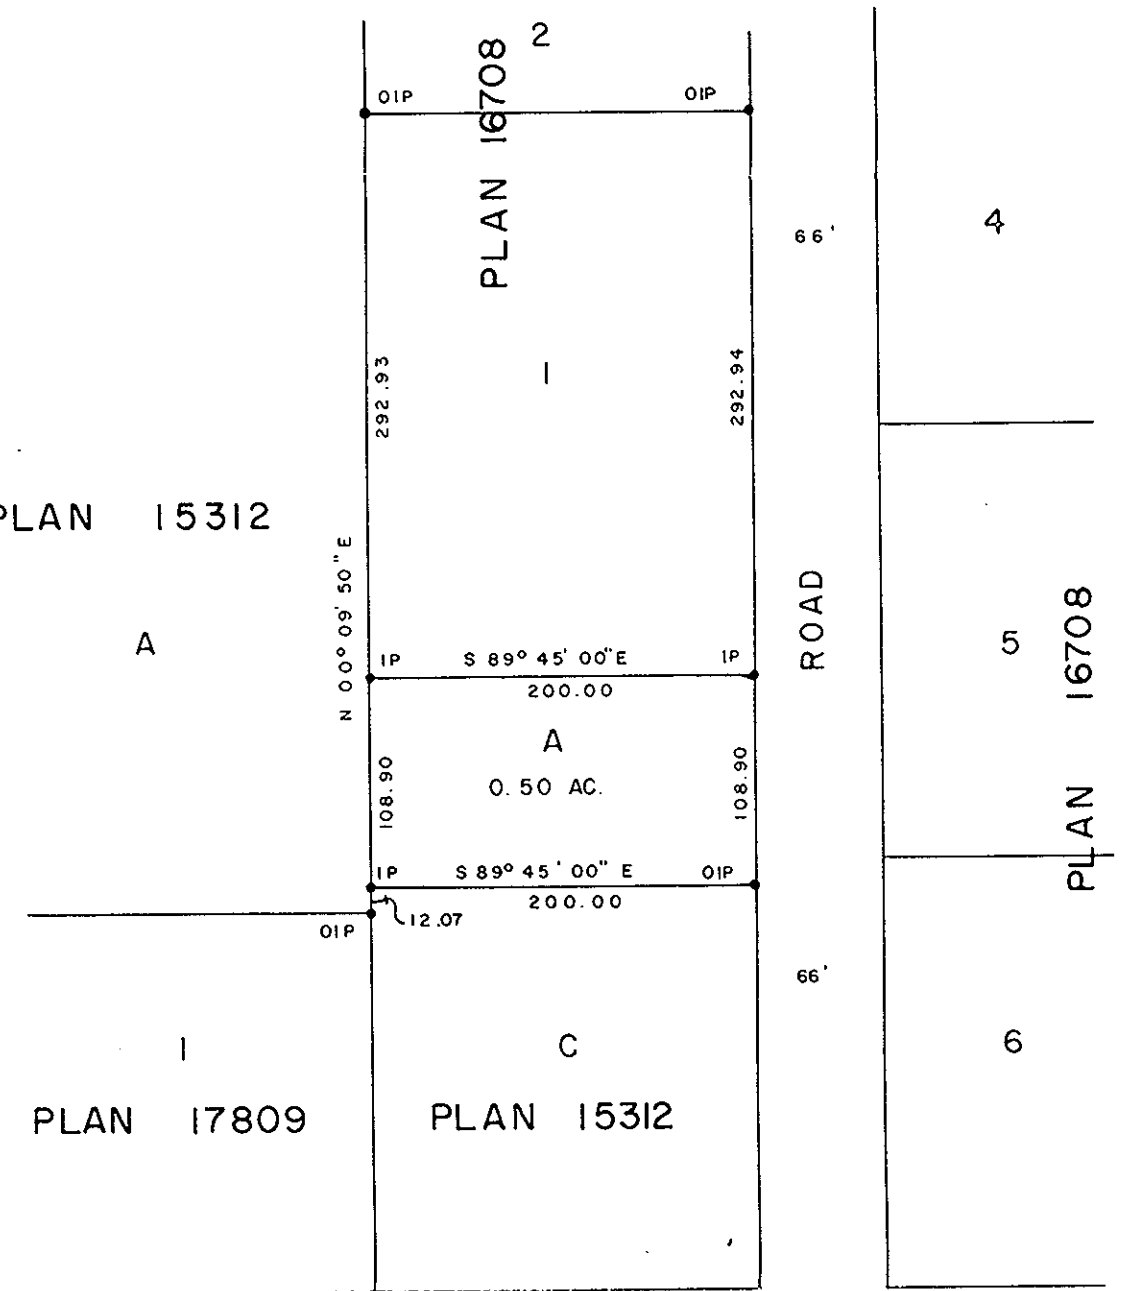 2
PLAN 16708
OIP
OIP
66'
4
292.93
1
292.94
PLAN 15312
A
N 00° 09' 50" E
IP
S 89° 45' 00" E
IP
200.00
ROAD
5
PLAN 16708
A
0.50 AC.
108.90
108.90
IP
S 89° 45' 00" E
OIP
200.00
12.07
OIP
66'
1
C
6
PLAN 17809
PLAN 15312